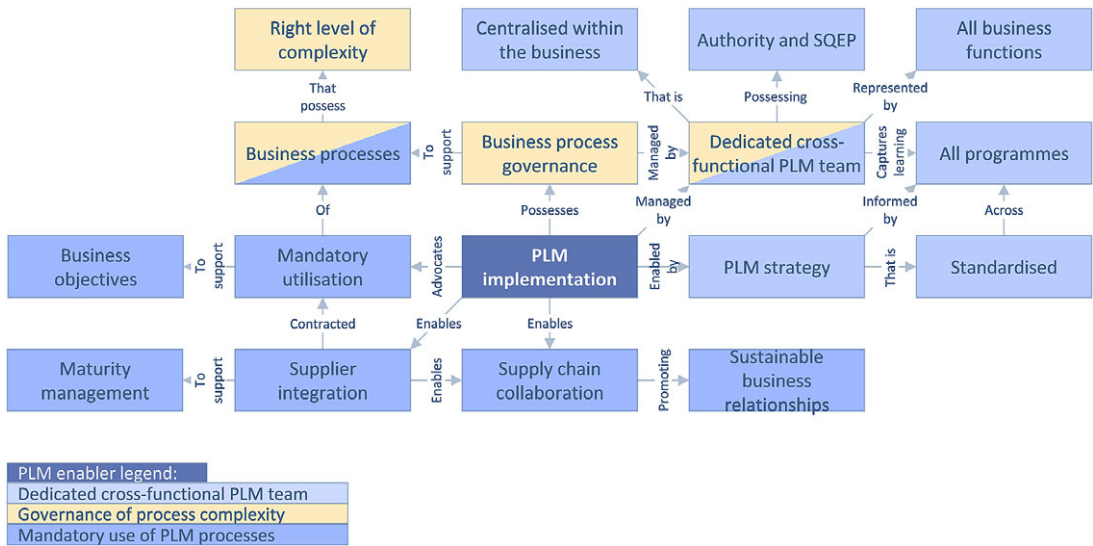 Right level of
complexity
Centralised within
the business
Authority and SQEP
All business
functions
That
possess
That is
Possessing
Represented
by
Business processes
To
support
Business process
governance
Managed
by
Dedicated cross-
functional PLM team
Captures
learning
All programmes
Of
Possesses
Managed
by
Informed
by
Across
Business
objectives
To
support
Mandatory
utilisation
Advocates
PLM
implementation
Enabled
by
PLM strategy
That is
Standardised
Contracted
Enables
Enables
Maturity
management
To
support
Supplier
integration
Enables
Supply chain
collaboration
Promoting
Sustainable
business
relationships
PLM enabler legend:
Dedicated cross-functional PLM team
Governance of process complexity
Mandatory use of PLM processes